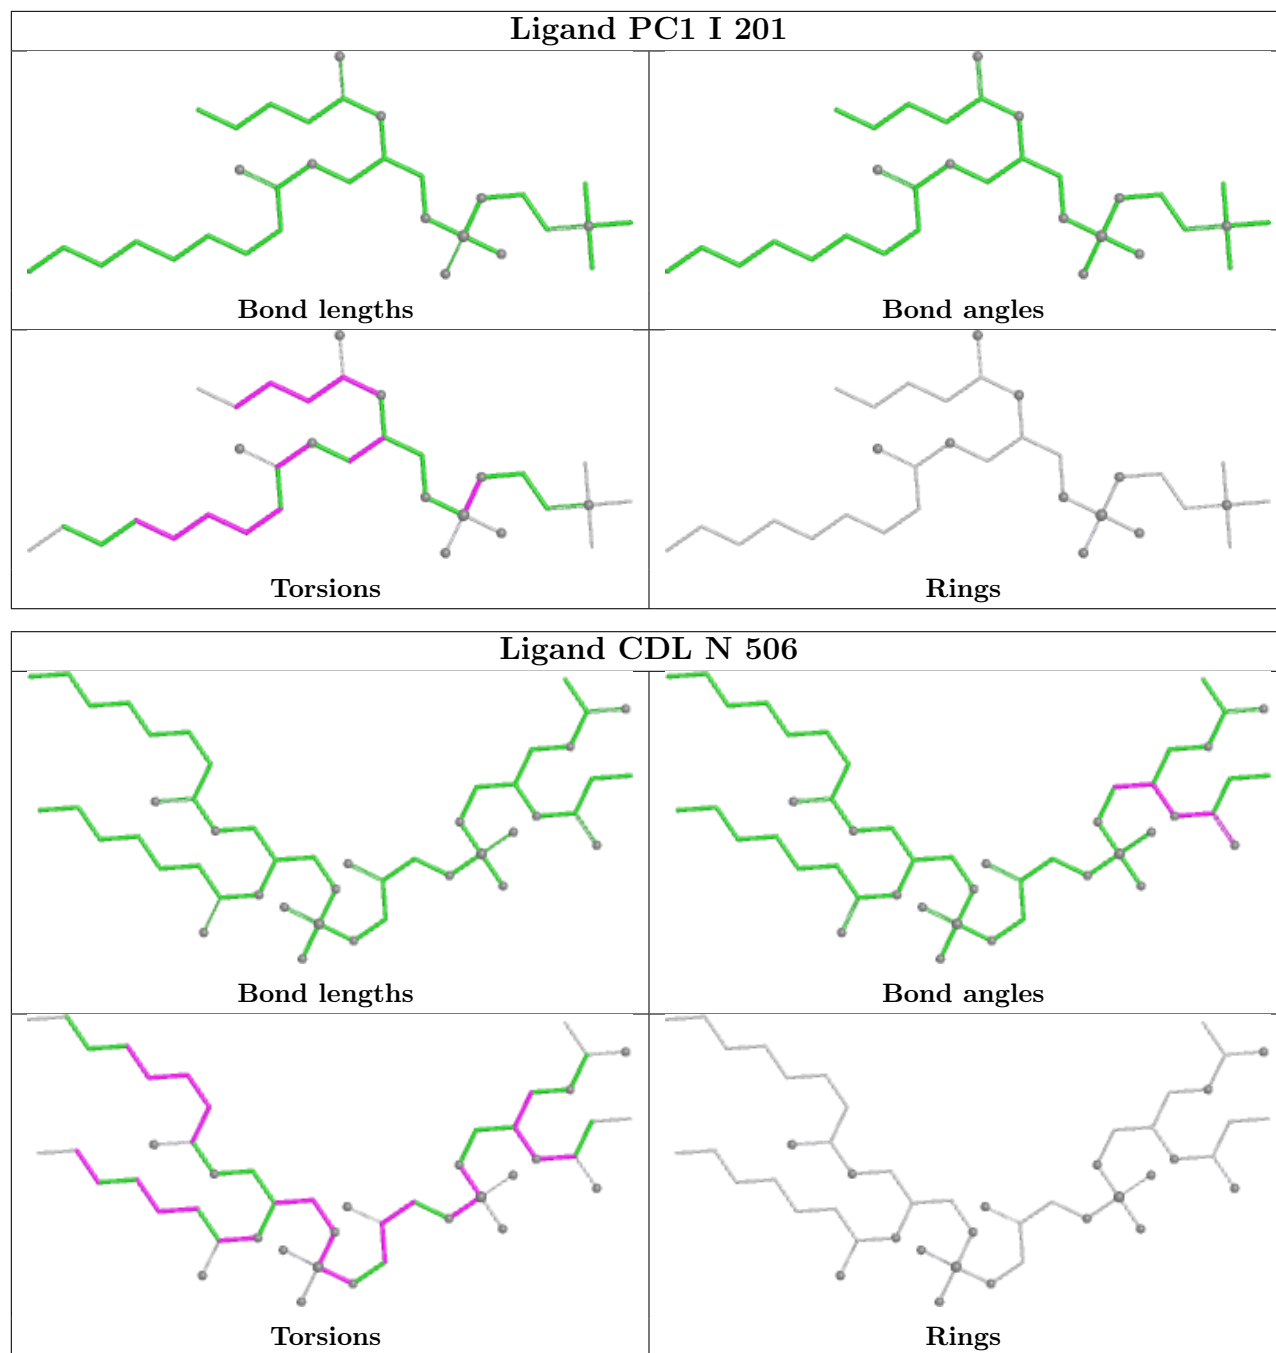 Ligand PC1 I 201
Bond lengths
Bond angles
Torsions
Rings
Ligand CDL N 506
Bond lengths
Bond angles
Torsions
Rings